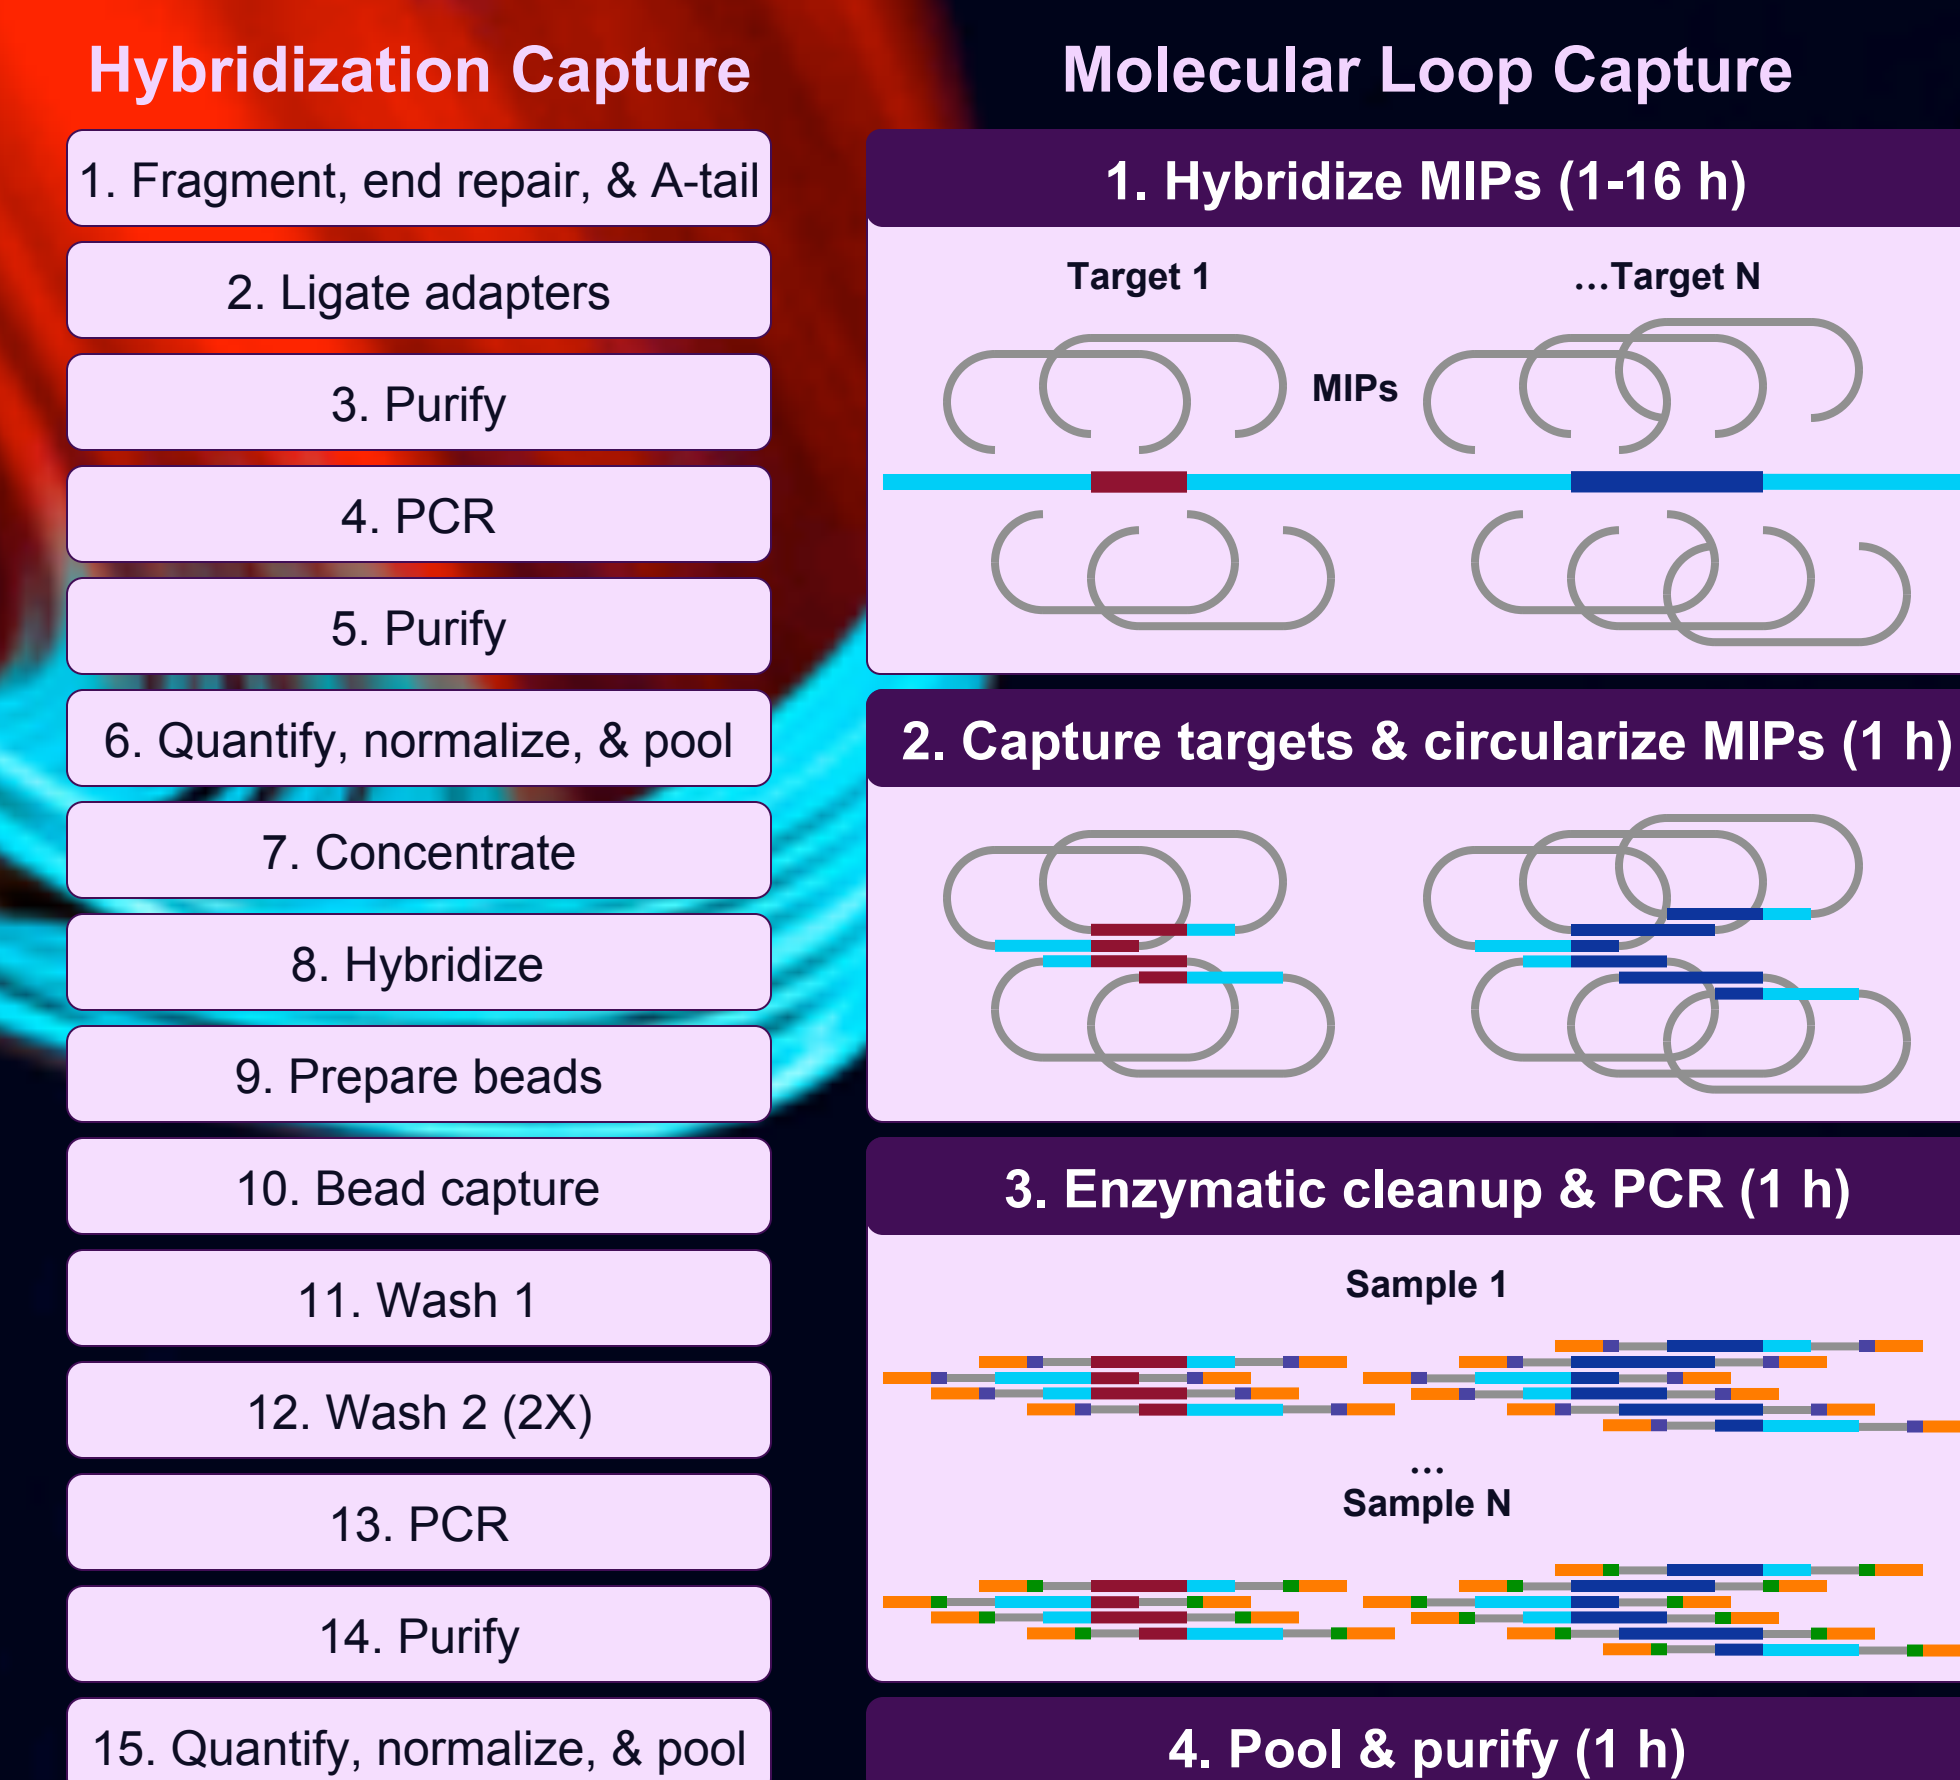 Hybridization Capture
1. Fragment, end repair, & A-tail
2. Ligate adapters
3. Purify
4. PCR
5. Purify
6. Quantify, normalize, & pool
7. Concentrate
8. Hybridize
9. Prepare beads
10. Bead capture
11. Wash 1
12. Wash 2 (2X)
13. PCR
14. Purify
15. Quantify, normalize, & pool
Molecular Loop Capture
1. Hybridize MIPs (1-16 h)
Target 1
...Target N
MIPs
2. Capture targets & circularize MIPs (1 h)
3. Enzymatic cleanup & PCR (1 h)
Sample 1
...
Sample N
4. Pool & purify (1 h)